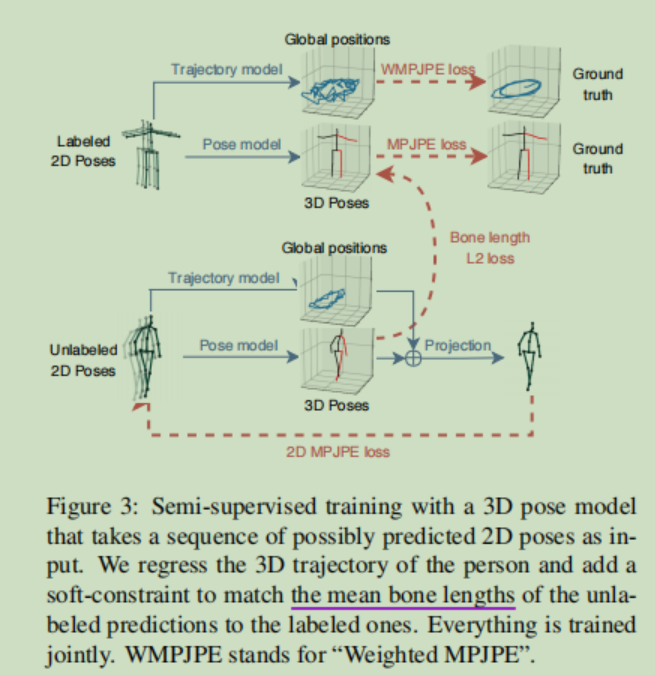 Global positions
Trajectory model
WMPJPE loss
Ground
truth
Labeled
2D Poses
Pose model
MPJPE loss
Ground
truth
3D Poses
Bone length
L2 loss
Global positions
Trajectory model
Unlabeled
2D Poses
Pose model
Projection
3D Poses
2D MPJPE loss
Figure 3: Semi-supervised training with a 3D pose model
that takes a sequence of possibly predicted 2D poses as in-
put. We regress the 3D trajectory of the person and add a
soft-constraint to match the mean bone lengths of the unla-
beled predictions to the labeled ones. Everything is trained
jointly. WMPJPE stands for “Weighted MPJPE”.